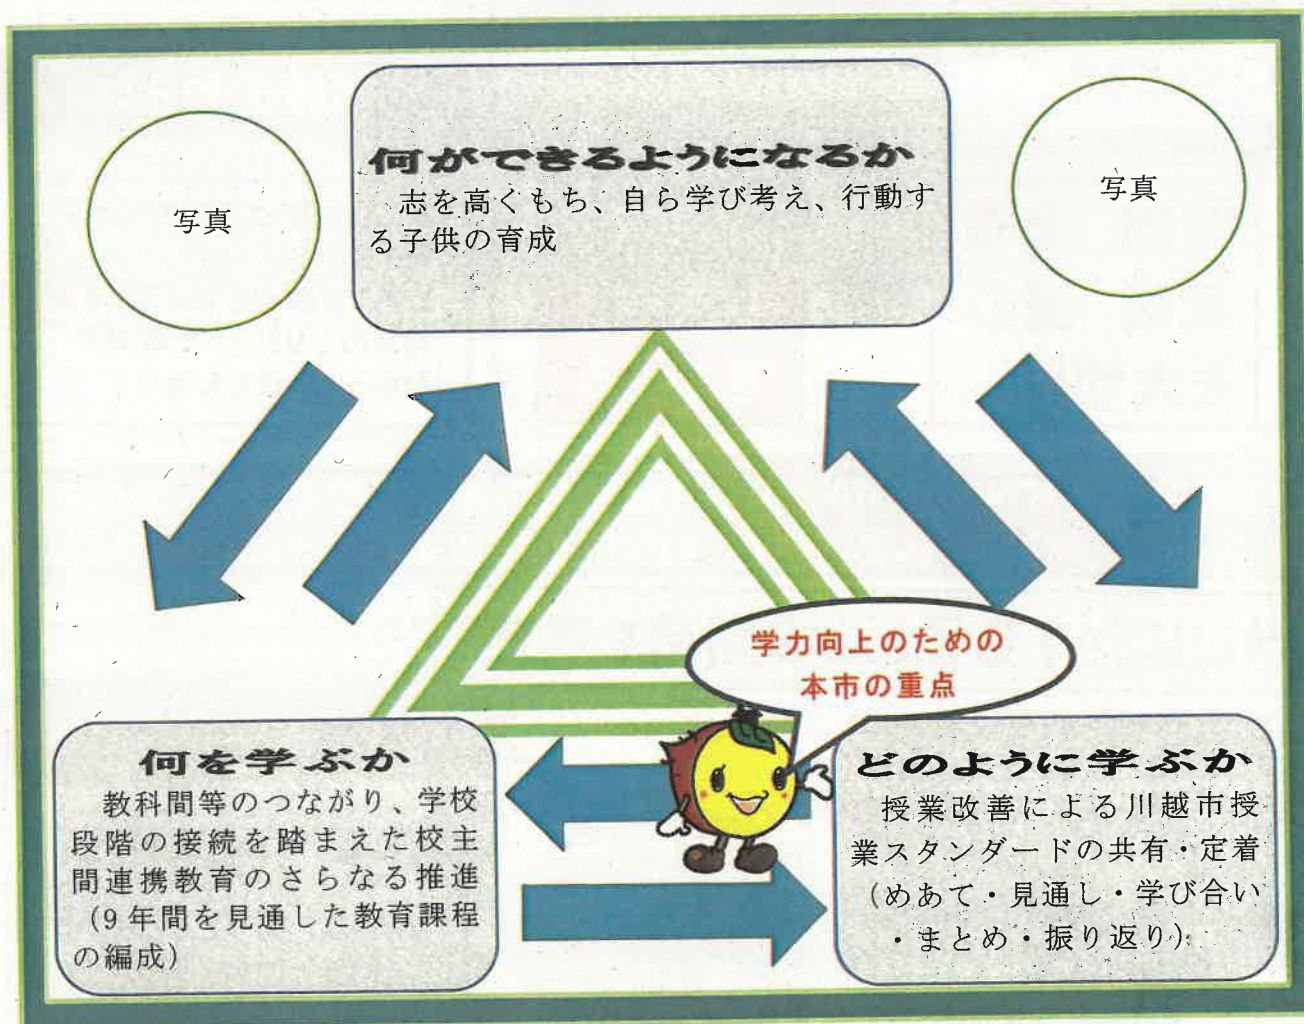 何ができるようになるか
志を高くもち、自ら学び考え、行動す
る子供の育成
写真
写真
学力向上のための
本市の重点
何を学ぶか
教科間等のつながり、学校
段階の接続を踏まえた校主
間連携教育のさらなる推進
(9年間を見通した教育課程
の編成)
どのように学ぶか
授業改善による川越市授
業スタンダードの共有・定着
(めあて・見通し・学び合い
・まとめ・振り返り)